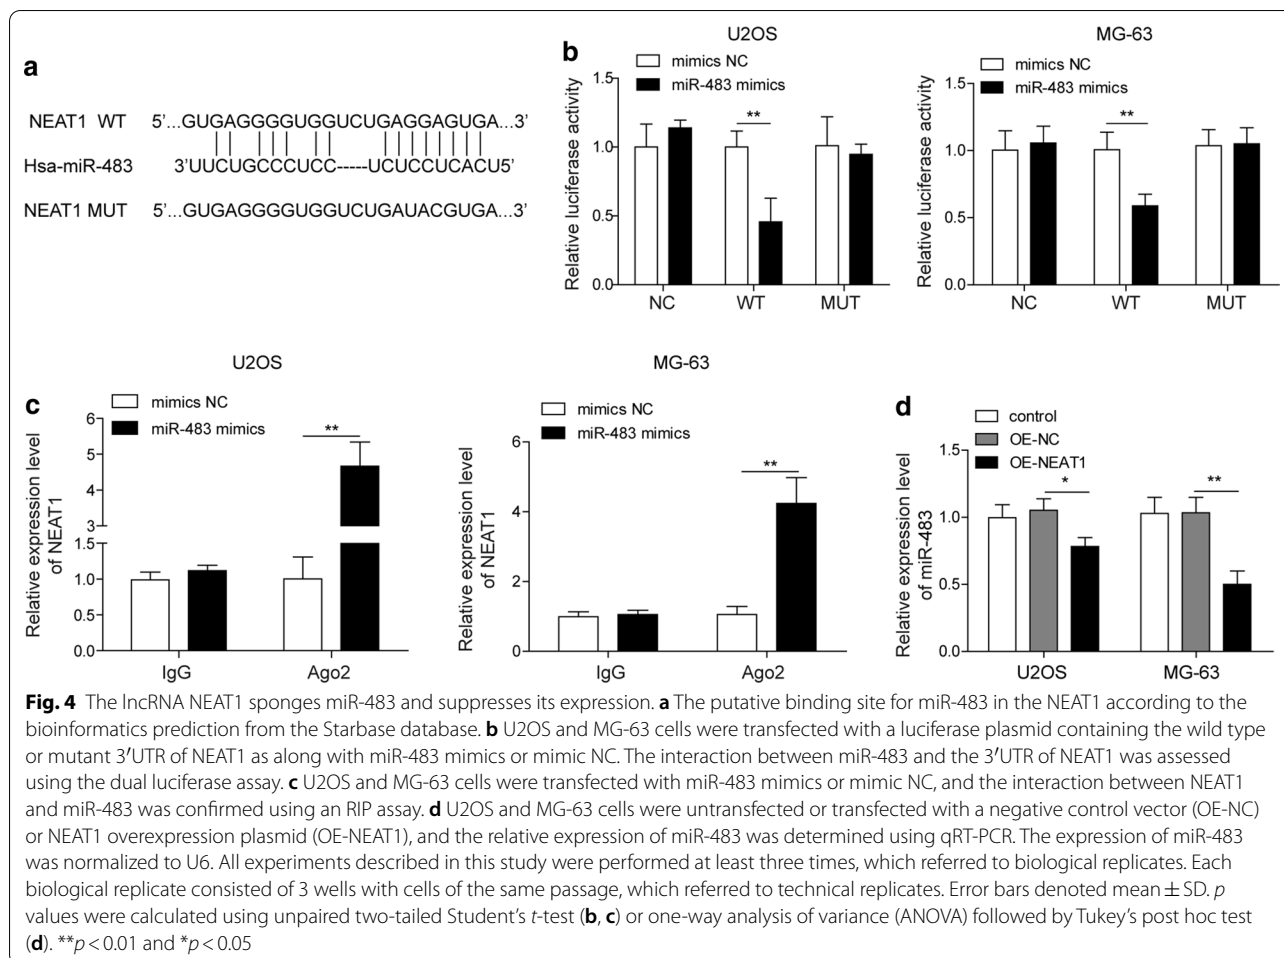 a
NEAT1 WT 5’...GUGAGGGGUGGUCUGAGGAGUGA...3’
Hsa-miR-483 3’UUCUGCCCUCC-----UCUCCUCACU5’
NEAT1 MUT 5’...GUGAGGGGUGGUCUGAUACGUGA...3’
b
U2OS
mimics NC
miR-483 mimics
Relative luciferase activity
1.5
1.0
0.5
0.0
**
NC WT MUT
MG-63
mimics NC
miR-483 mimics
Relative luciferase activity
1.5
1.0
0.5
0.0
**
NC WT MUT
c
U2OS
mimics NC
miR-483 mimics
Relative expression level
of NEAT1
6
5
4
3
1.5
1.0
0.5
0.0
**
IgG Ago2
MG-63
mimics NC
miR-483 mimics
Relative expression level
of NEAT1
6
4
2
0
**
IgG Ago2
d
control
OE-NC
OE-NEAT1
Relative expression level
of miR-483
1.5
1.0
0.5
0.0
*
**
U2OS MG-63
Fig. 4 The lncRNA NEAT1 sponges miR-483 and suppresses its expression. a The putative binding site for miR-483 in the NEAT1 according to the
bioinformatics prediction from the Starbase database. b U2OS and MG-63 cells were transfected with a luciferase plasmid containing the wild type
or mutant 3′UTR of NEAT1 as along with miR-483 mimics or mimic NC. The interaction between miR-483 and the 3′UTR of NEAT1 was assessed
using the dual luciferase assay. c U2OS and MG-63 cells were transfected with miR-483 mimics or mimic NC, and the interaction between NEAT1
and miR-483 was confirmed using an RIP assay. d U2OS and MG-63 cells were untransfected or transfected with a negative control vector (OE-NC)
or NEAT1 overexpression plasmid (OE-NEAT1), and the relative expression of miR-483 was determined using qRT-PCR. The expression of miR-483
was normalized to U6. All experiments described in this study were performed at least three times, which referred to biological replicates. Each
biological replicate consisted of 3 wells with cells of the same passage, which referred to technical replicates. Error bars denoted mean ± SD. p
values were calculated using unpaired two-tailed Student’s t-test (b, c) or one-way analysis of variance (ANOVA) followed by Tukey’s post hoc test
(d). **p < 0.01 and *p < 0.05